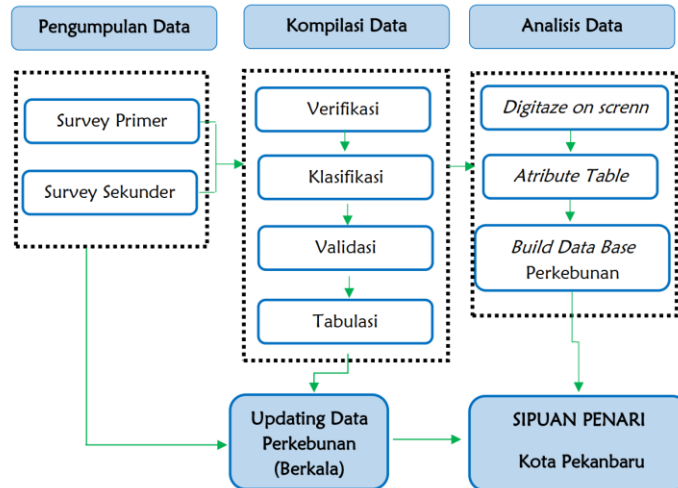 Pengumpulan Data
Kompilasi Data
Analisis Data
Survey Primer
Survey Sekunder
Verifikasi
Klasifikasi
Validasi
Tabulasi
Digitaze on screnn
Atribute Table
Build Data Base
Perkebunan
Updating Data
Perkebunan
(Berkala)
SIPUAN PENARI
Kota Pekanbaru